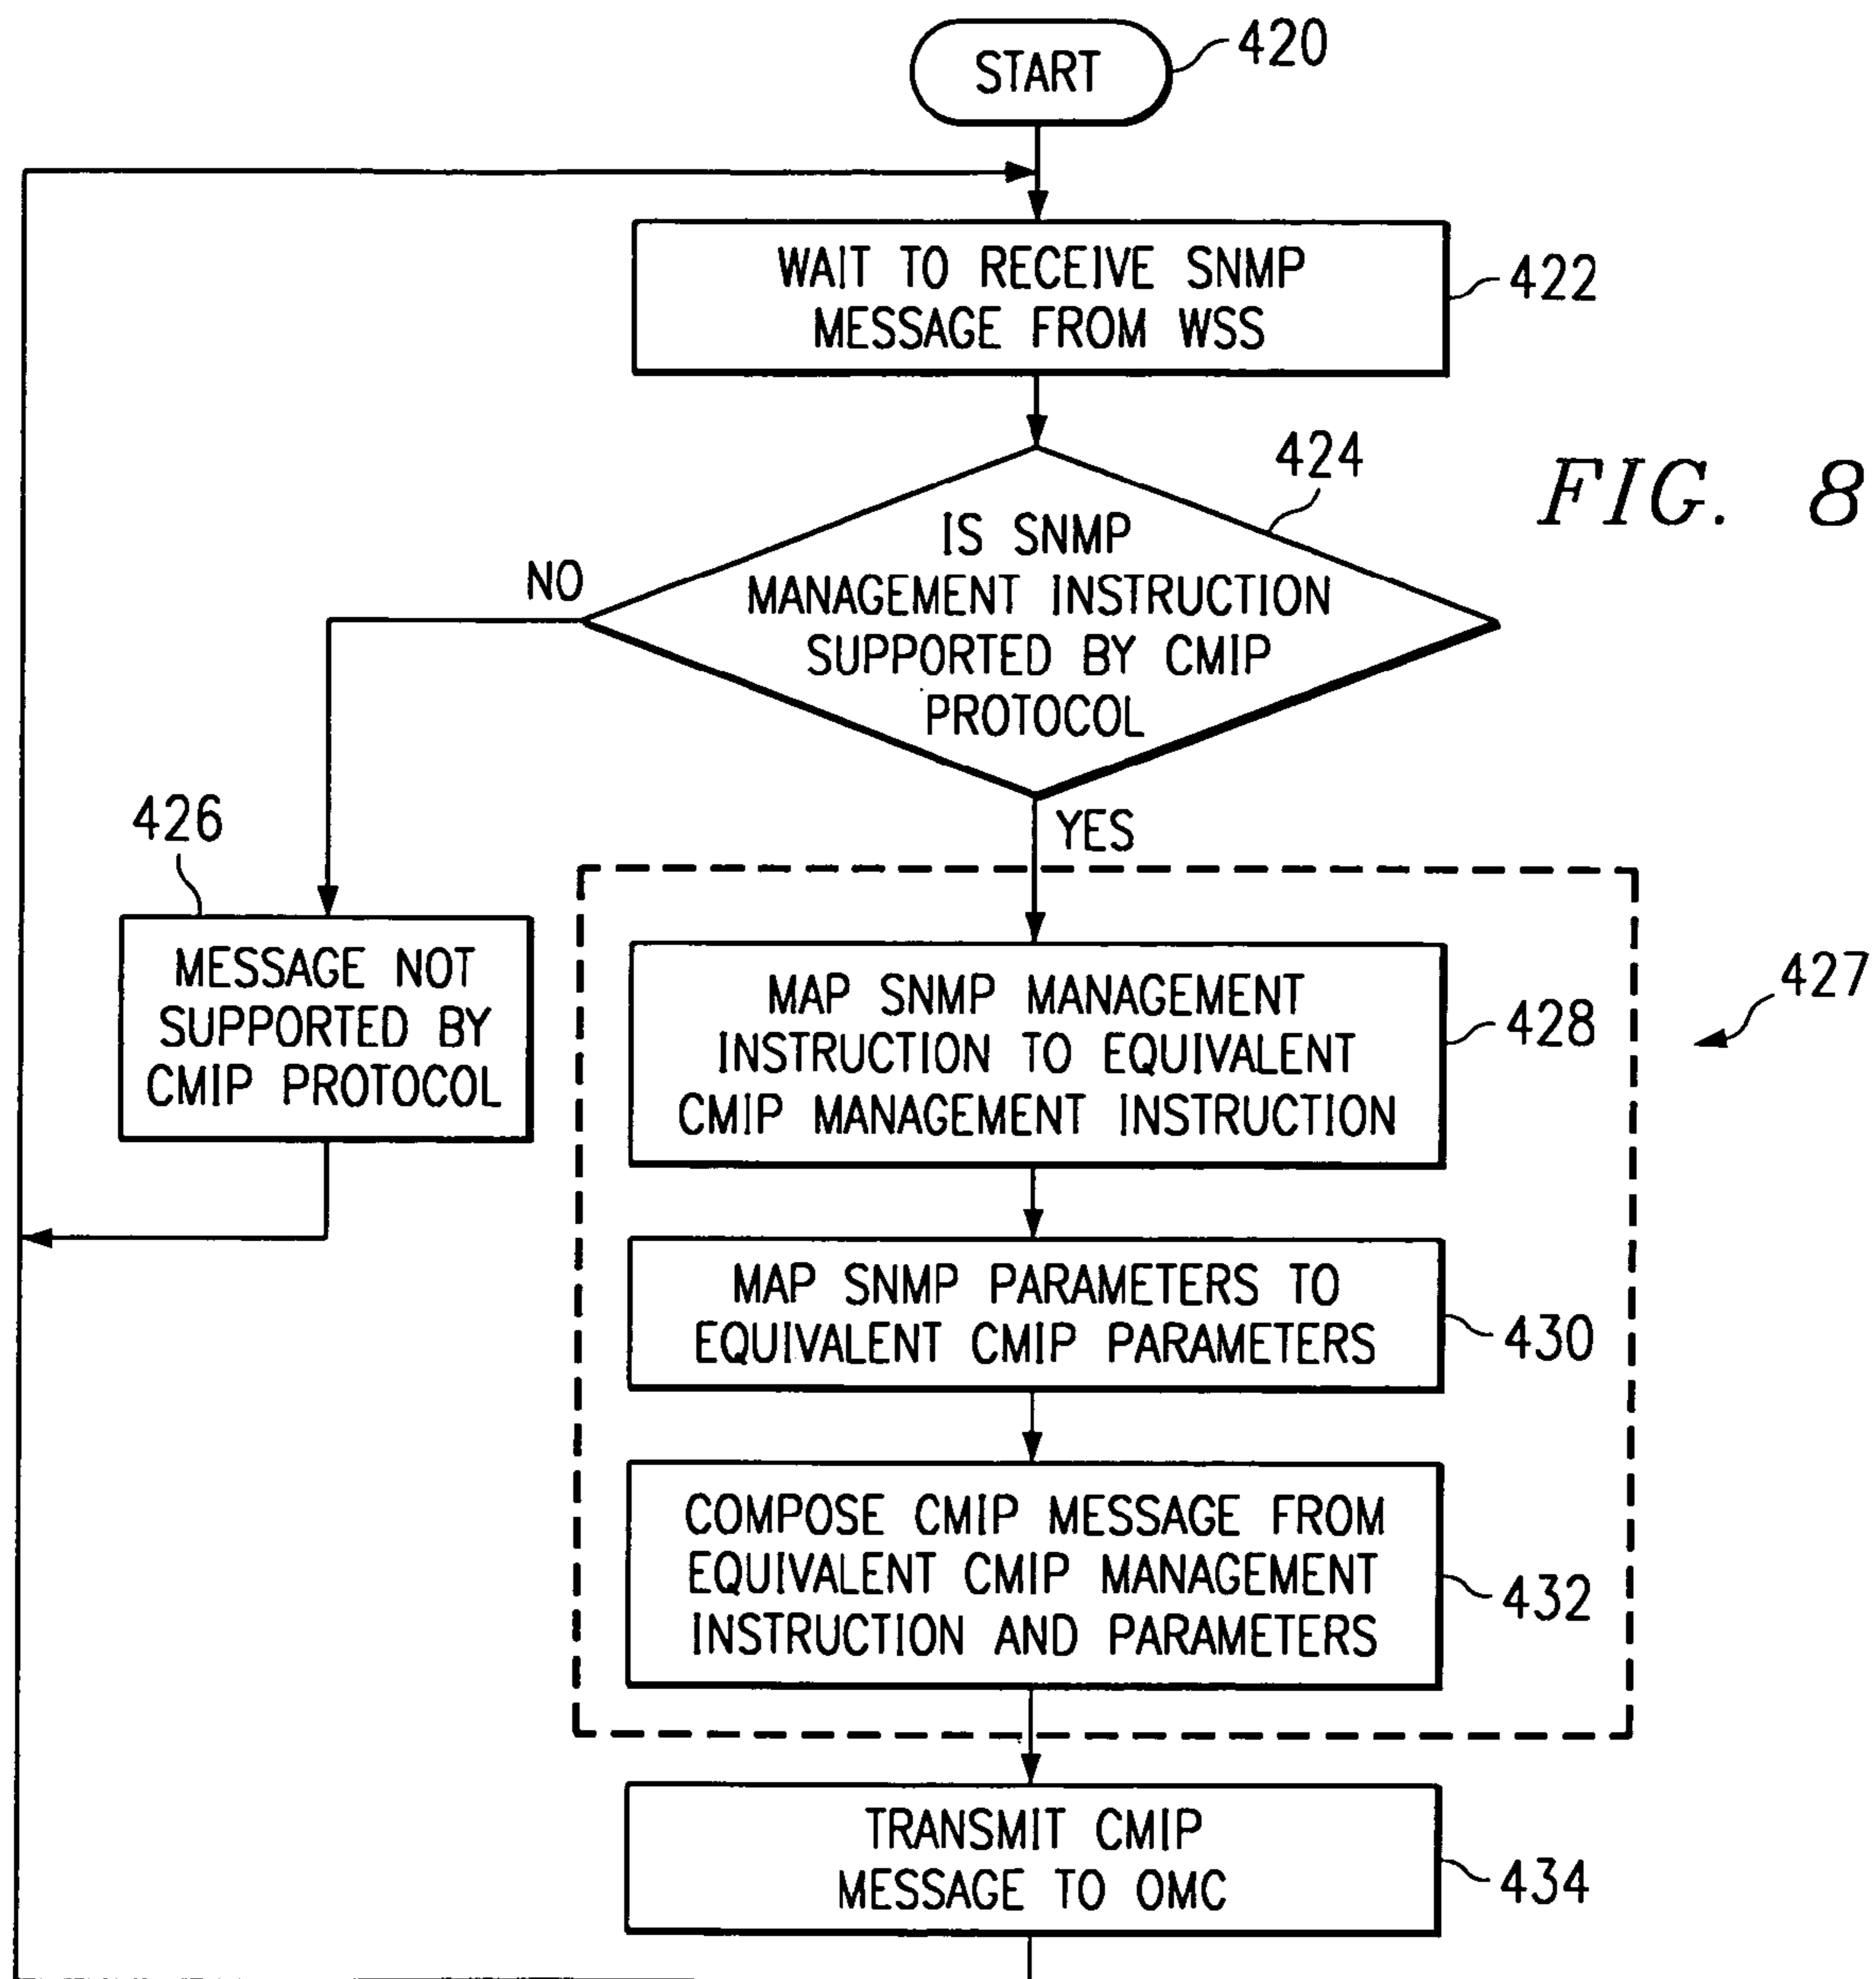 START
420
WAIT TO RECEIVE SNMP
MESSAGE FROM WSS
422
424
FIG. 8
IS SNMP
MANAGEMENT INSTRUCTION
SUPPORTED BY CMIP
PROTOCOL
NO
YES
426
MESSAGE NOT
SUPPORTED BY
CMIP PROTOCOL
427
MAP SNMP MANAGEMENT
INSTRUCTION TO EQUIVALENT
CMIP MANAGEMENT INSTRUCTION
428
MAP SNMP PARAMETERS TO
EQUIVALENT CMIP PARAMETERS
430
COMPOSE CMIP MESSAGE FROM
EQUIVALENT CMIP MANAGEMENT
INSTRUCTION AND PARAMETERS
432
TRANSMIT CMIP
MESSAGE TO OMC
434